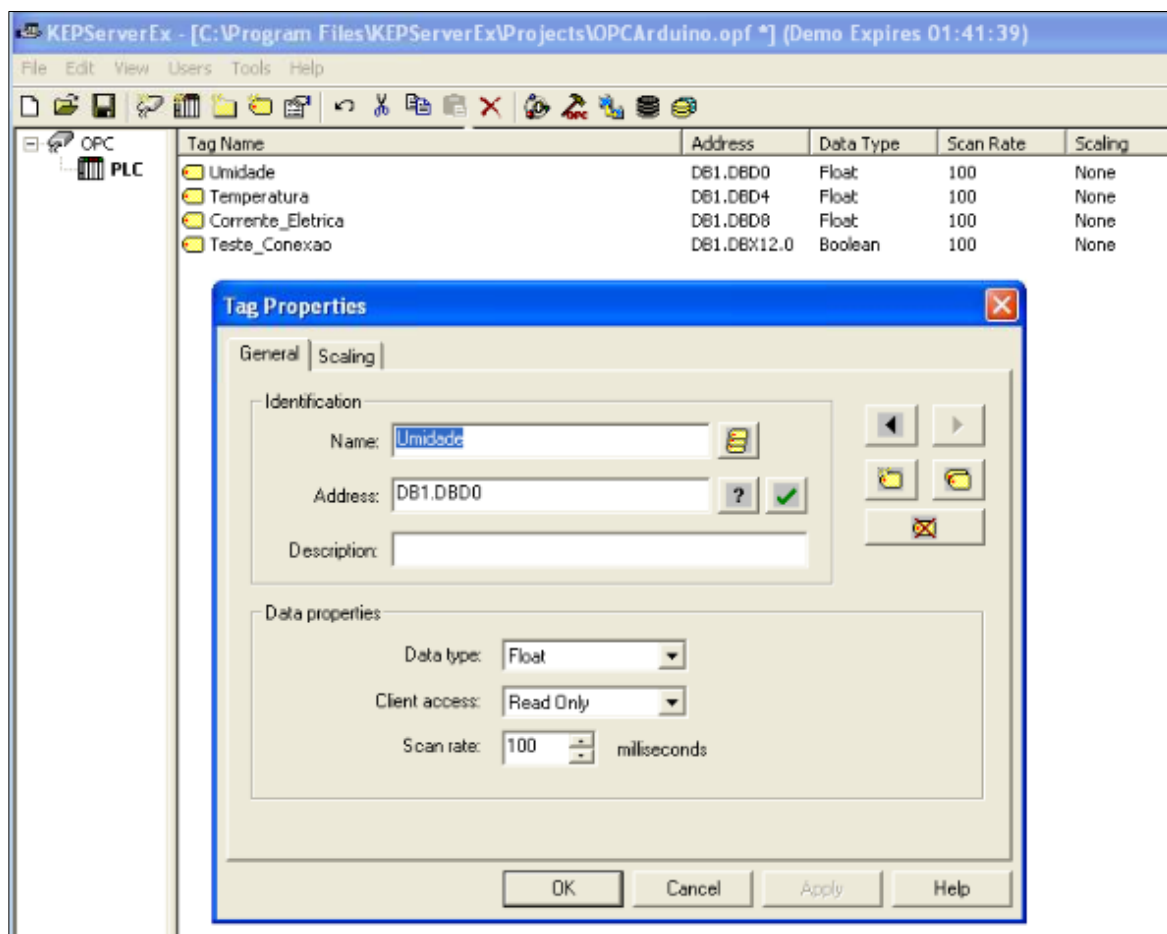 KEPServerEx - [C:\Program Files\KEPServerEx\Projects\OPCArduino.opf *] (Demo Expires 01:41:39)
File Edit View Users Tools Help
OPC
PLC
Tag Name Address Data Type Scan Rate Scaling
Umidade DB1.DBD0 Float 100 None
Temperatura DB1.DBD4 Float 100 None
Corrente_Eletrica DB1.DBD8 Float 100 None
Teste_Conexao DB1.DBX12.0 Boolean 100 None
Tag Properties
General Scaling
Identification
Name: Umidade
Address: DB1.DBD0 ?
Description:
Data properties
Data type: Float
Client access: Read Only
Scan rate: 100 milliseconds
OK Cancel Apply Help